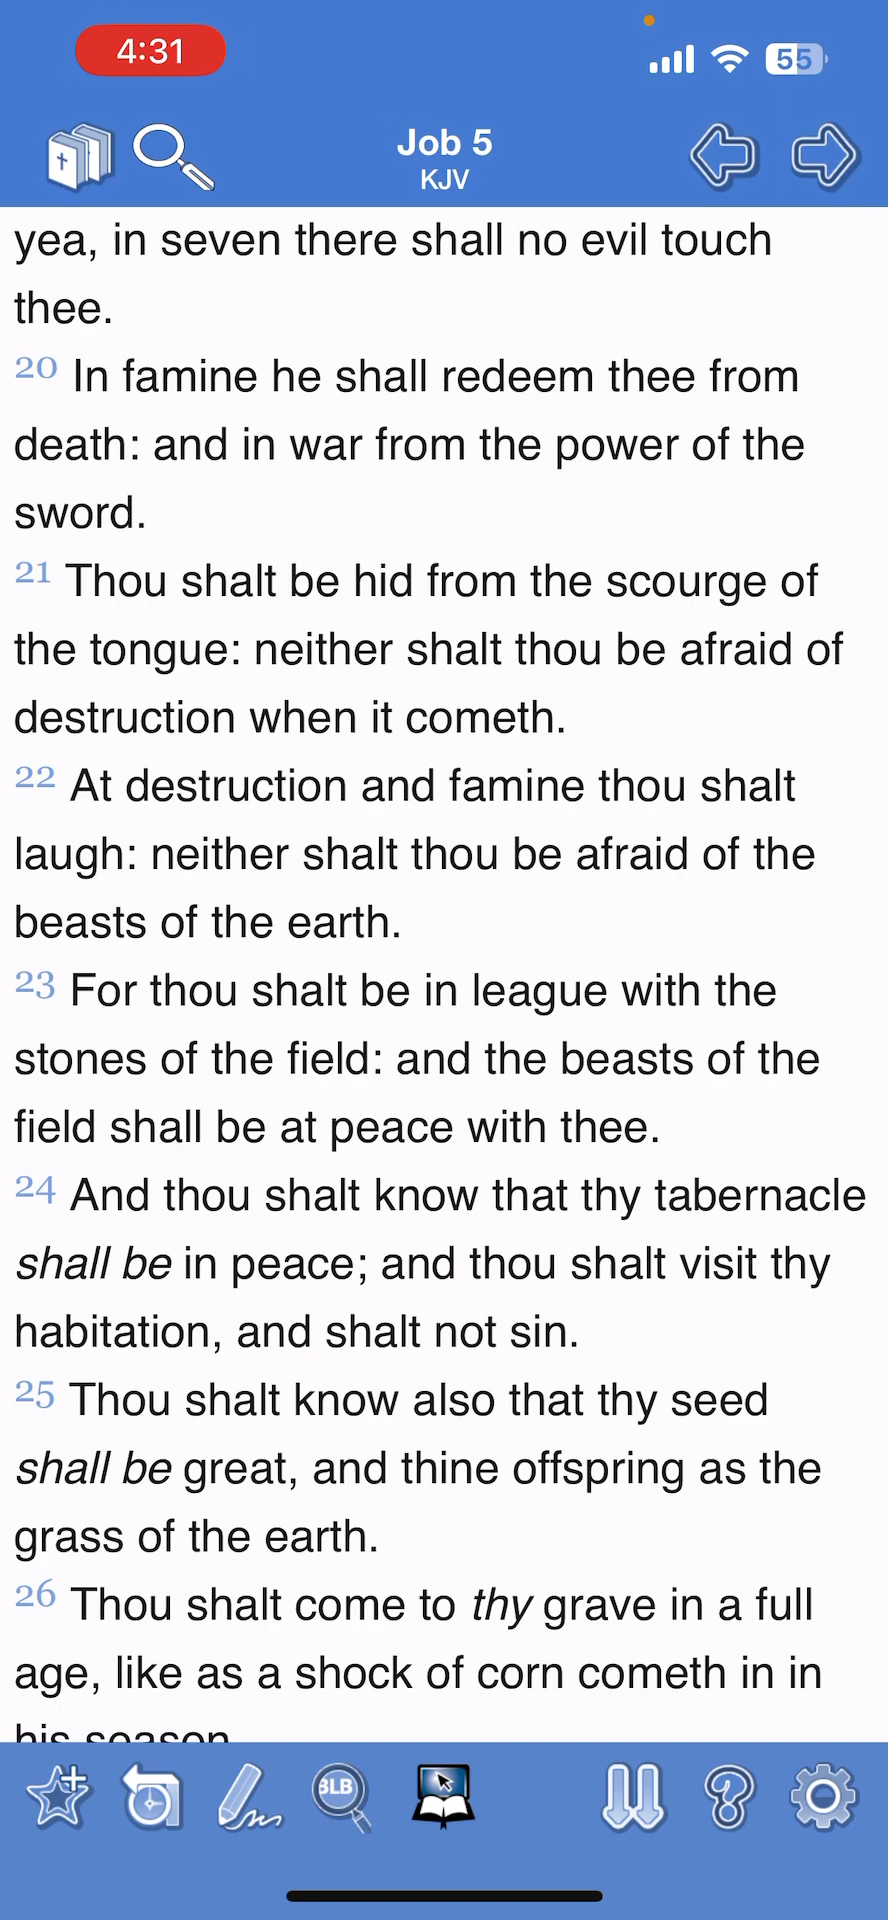 4:31
55
Job 5
KJV
yea, in seven there shall no evil touch
thee.
20 In famine he shall redeem thee from
death: and in war from the power of the
sword.
21 Thou shalt be hid from the scourge of
the tongue: neither shalt thou be afraid of
destruction when it cometh.
22 At destruction and famine thou shalt
laugh: neither shalt thou be afraid of the
beasts of the earth.
23 For thou shalt be in league with the
stones of the field: and the beasts of the
field shall be at peace with thee.
24 And thou shalt know that thy tabernacle
shall be in peace; and thou shalt visit thy
habitation, and shalt not sin.
25 Thou shalt know also that thy seed
shall be great, and thine offspring as the
grass of the earth.
26 Thou shalt come to thy grave in a full
age, like as a shock of corn cometh in in
his season.
BLB